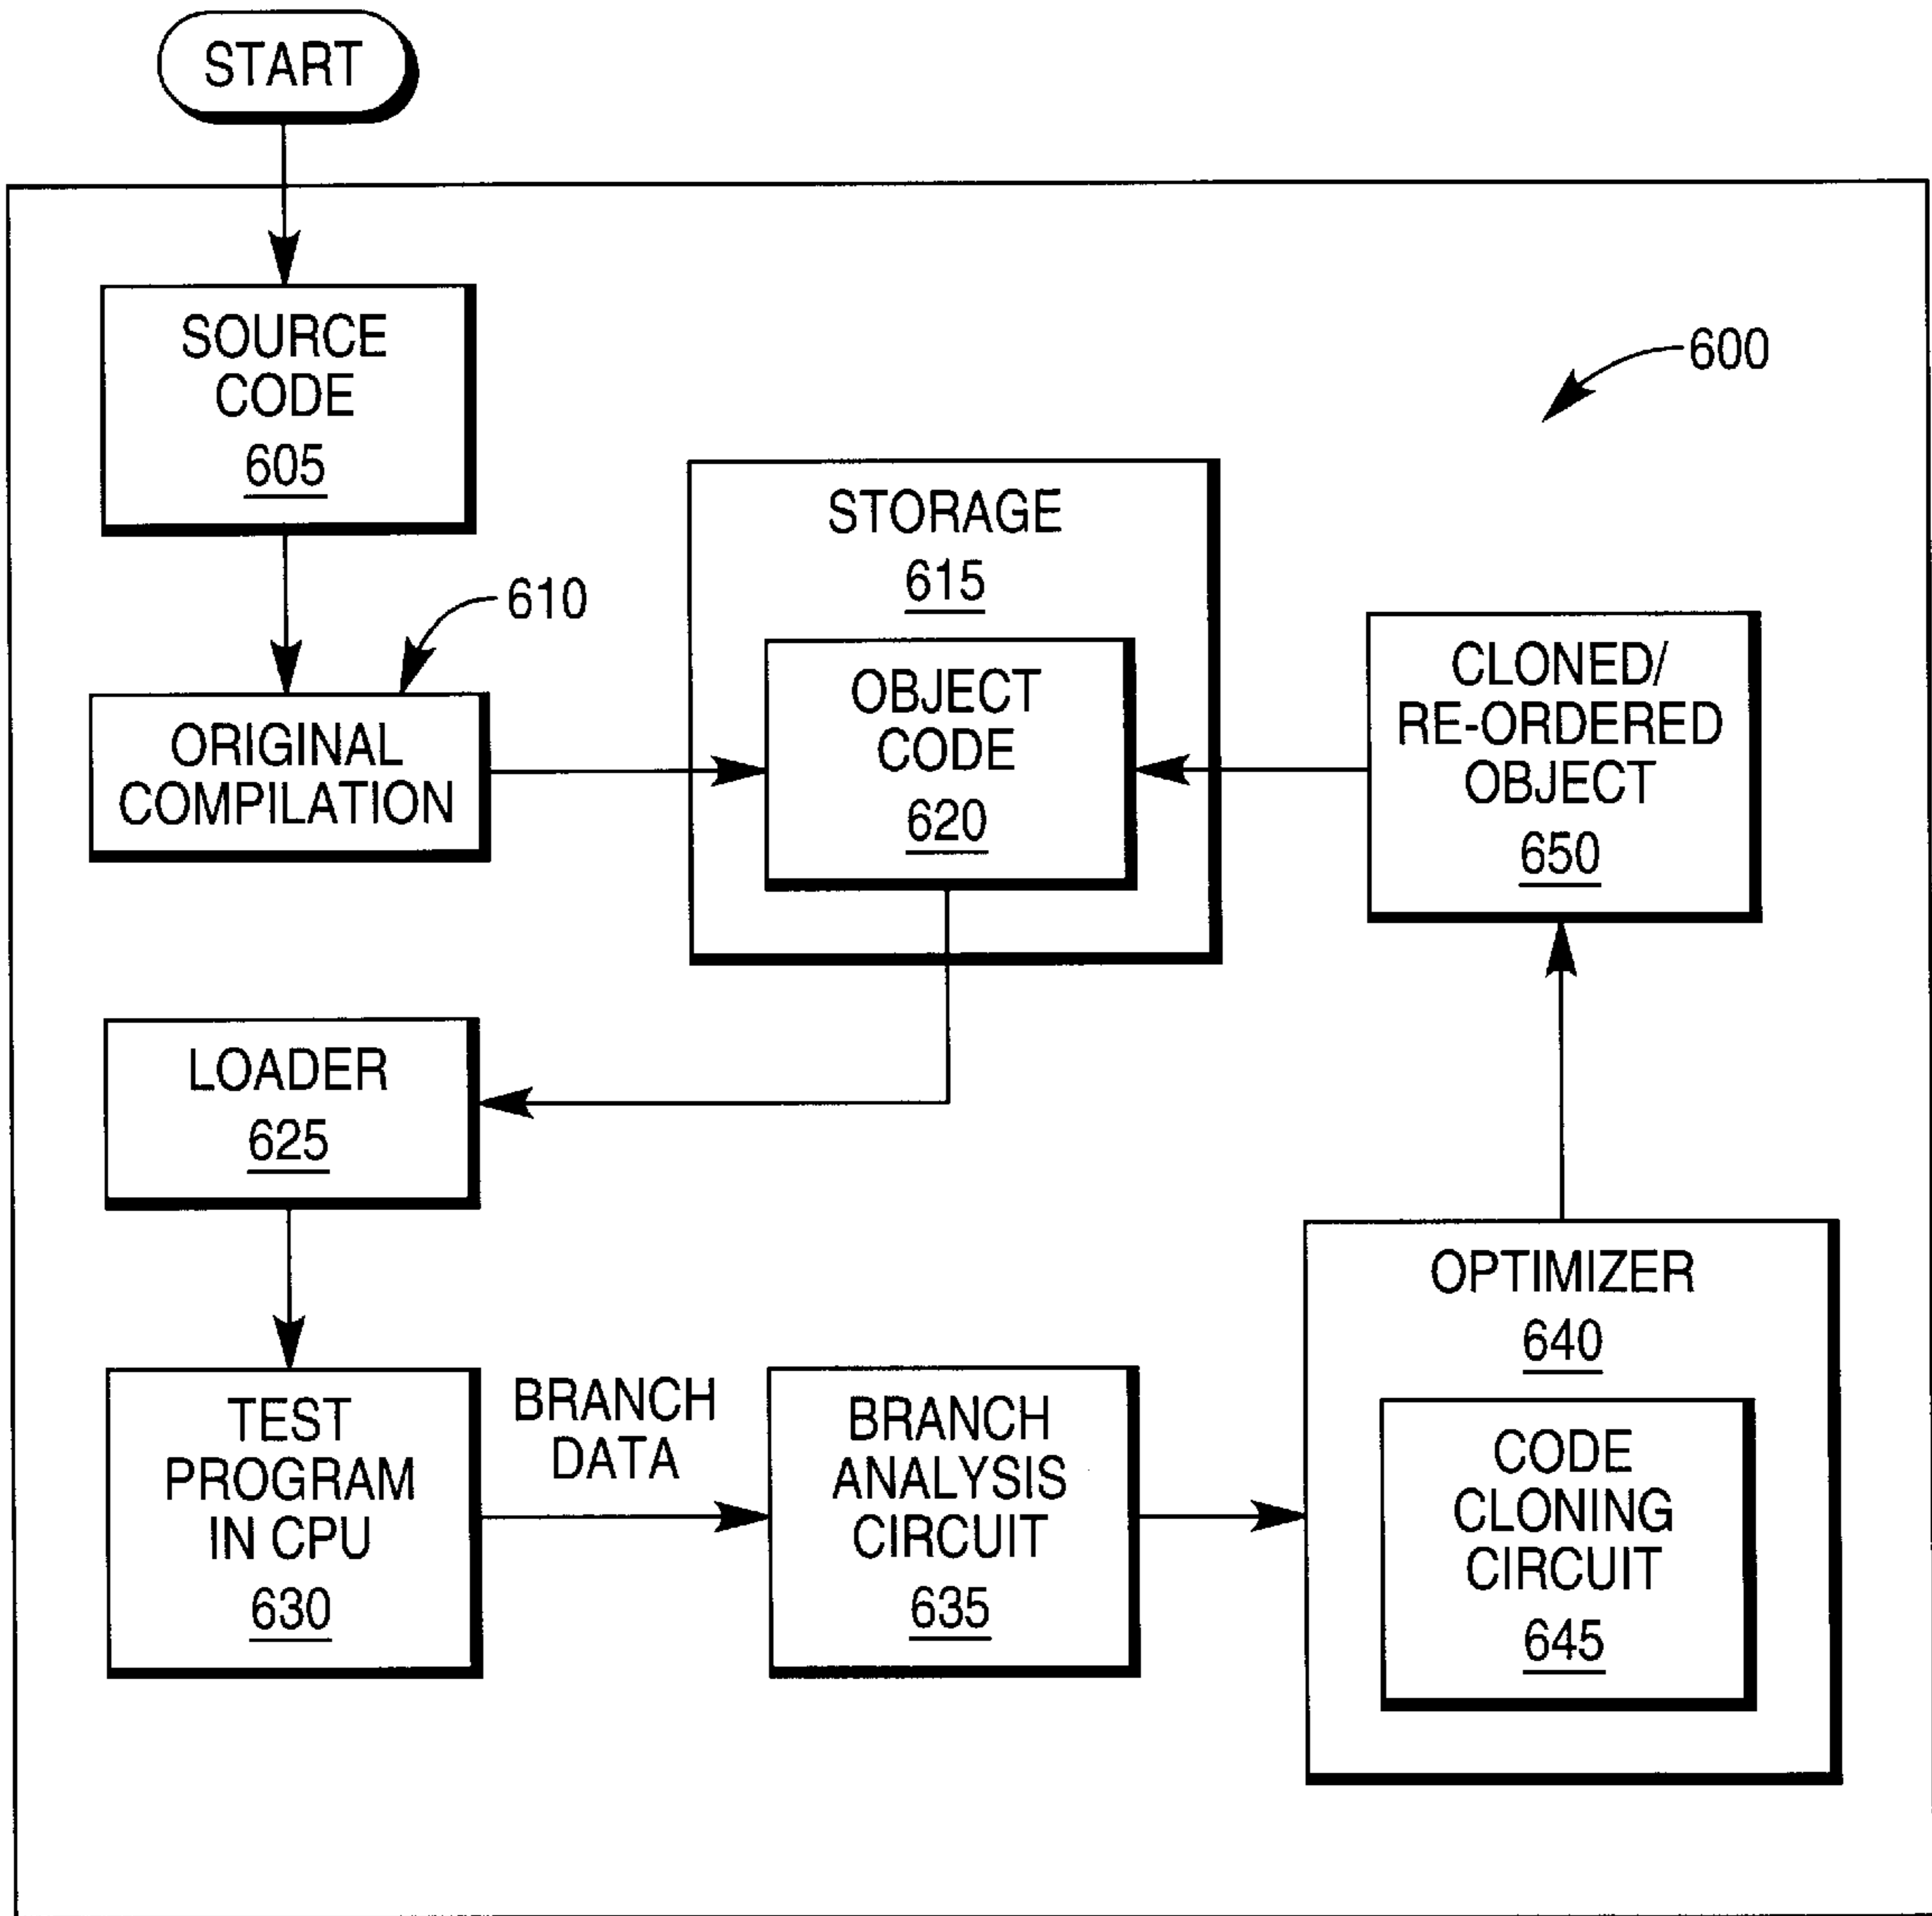 START
SOURCE
CODE
605
600
610
STORAGE
615
ORIGINAL
COMPILATION
OBJECT
CODE
620
CLONED/
RE-ORDERED
OBJECT
650
LOADER
625
TEST
PROGRAM
IN CPU
630
BRANCH
DATA
BRANCH
ANALYSIS
CIRCUIT
635
OPTIMIZER
640
CODE
CLONING
CIRCUIT
645